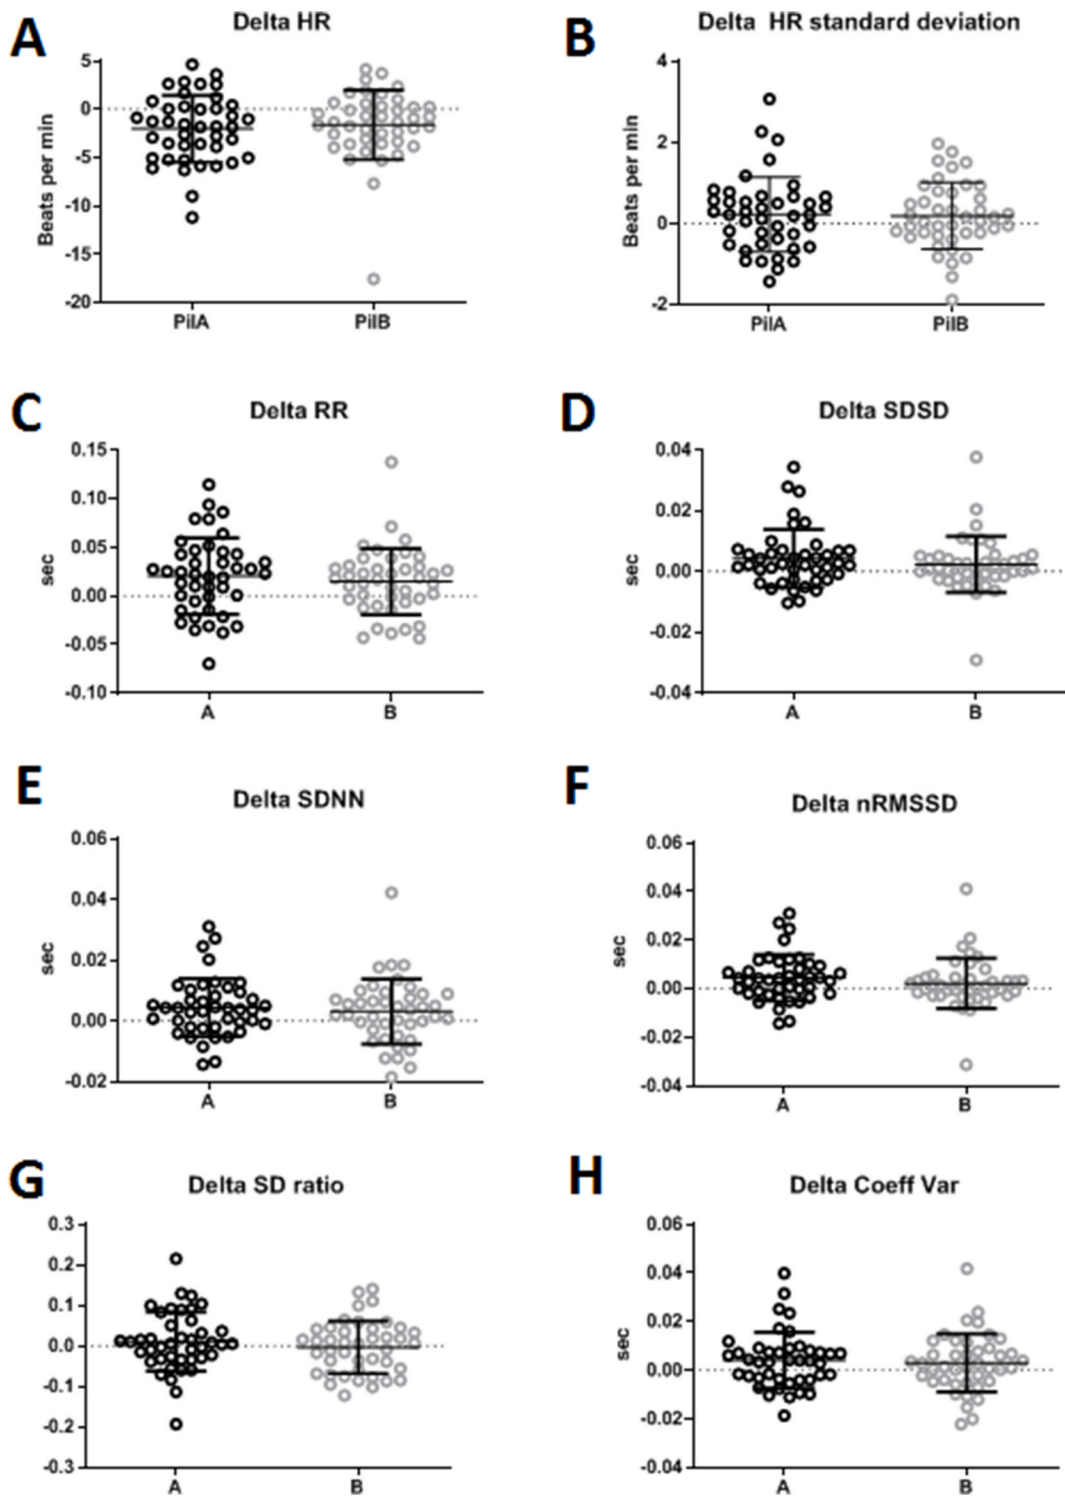 A
Delta HR
Beats per min
5
0
-5
-10
-15
-20
PilA
PilB
B
Delta HR standard deviation
Beats per min
4
2
0
-2
PilA
PilB
C
Delta RR
sec
0.15
0.10
0.05
0.00
-0.05
-0.10
A
B
D
Delta SDSD
sec
0.04
0.02
0.00
-0.02
-0.04
A
B
E
Delta SDNN
sec
0.06
0.04
0.02
0.00
-0.02
A
B
F
Delta nRMSSD
sec
0.06
0.04
0.02
0.00
-0.02
-0.04
A
B
G
Delta SD ratio
0.3
0.2
0.1
0.0
-0.1
-0.2
-0.3
A
B
H
Delta Coeff Var
sec
0.06
0.04
0.02
0.00
-0.02
-0.04
A
B